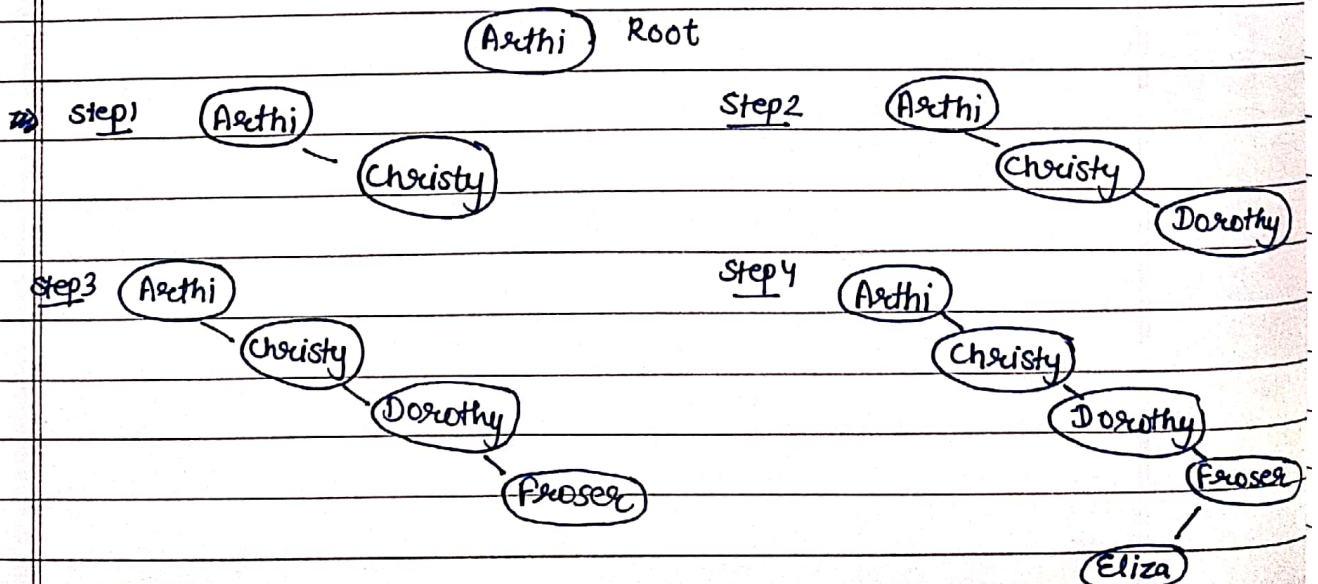 Arthi Root
Step1 Arthi
Christy
Step2 Arthi
Christy
Dorothy
Step3 Arthi
Christy
Dorothy
Froser
Step4 Arthi
Christy
Dorothy
Froser
Eliza